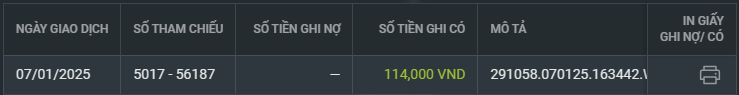 NGÀY GIAO DỊCH SỐ THAM CHIẾU SỐ TIỀN GHI NỢ SỐ TIỀN GHI CÓ MÔ TẢ IN GIẤY
GHI NỢ/ CÓ
07/01/2025 5017 - 56187 — 114,000 VND 291058.070125.163442.